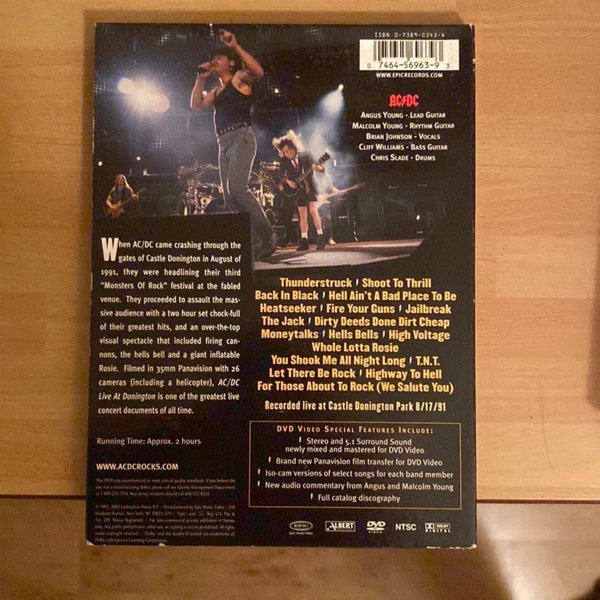 ISBN 0-7389-0343-4
0 7464-56963-9 3
WWW.EPICRECORDS.COM
AC/DC
ANGUS YOUNG - LEAD GUITAR
MALCOLM YOUNG - RHYTHM GUITAR
BRIAN JOHNSON - VOCALS
CLIFF WILLIAMS - BASS GUITAR
CHRIS SLADE - DRUMS
When AC/DC came crashing through the
gates of Castle Donington in August of
1991, they were headlining their third
"Monsters Of Rock" festival at the fabled
venue. They proceeded to assault the mas-
sive audience with a two hour set chock-full
of their greatest hits, and an over-the-top
visual spectacle that included firing can-
nons, the hells bell and a giant inflatable
Rosie. Filmed in 35mm Panavision with 26
cameras (including a helicopter), AC/DC
Live At Donington is one of the greatest live
concert documents of all time.
Running Time: Approx. 2 hours
WWW.ACDCROCKS.COM
Thunderstruck Shoot To Thrill
Back In Black Hell Ain't A Bad Place To Be
Heatseeker Fire Your Guns Jailbreak
The Jack Dirty Deeds Done Dirt Cheap
Moneytalks Hells Bells High Voltage
Whole Lotta Rosie
You Shook Me All Night Long T.N.T.
Let There Be Rock Highway To Hell
For Those About To Rock (We Salute You)
Recorded live at Castle Donington Park 8/17/91
DVD VIDEO SPECIAL FEATURES INCLUDE:
Stereo and 5.1 Surround Sound
newly mixed and mastered for DVD Video
Brand new Panavision film transfer for DVD Video
Iso-cam versions of select songs for each band member
New audio commentary from Angus and Malcolm Young
Full catalog discography
epic
ALBERT
DVD
VIDEO
NTSC
DOLBY
DIGITAL